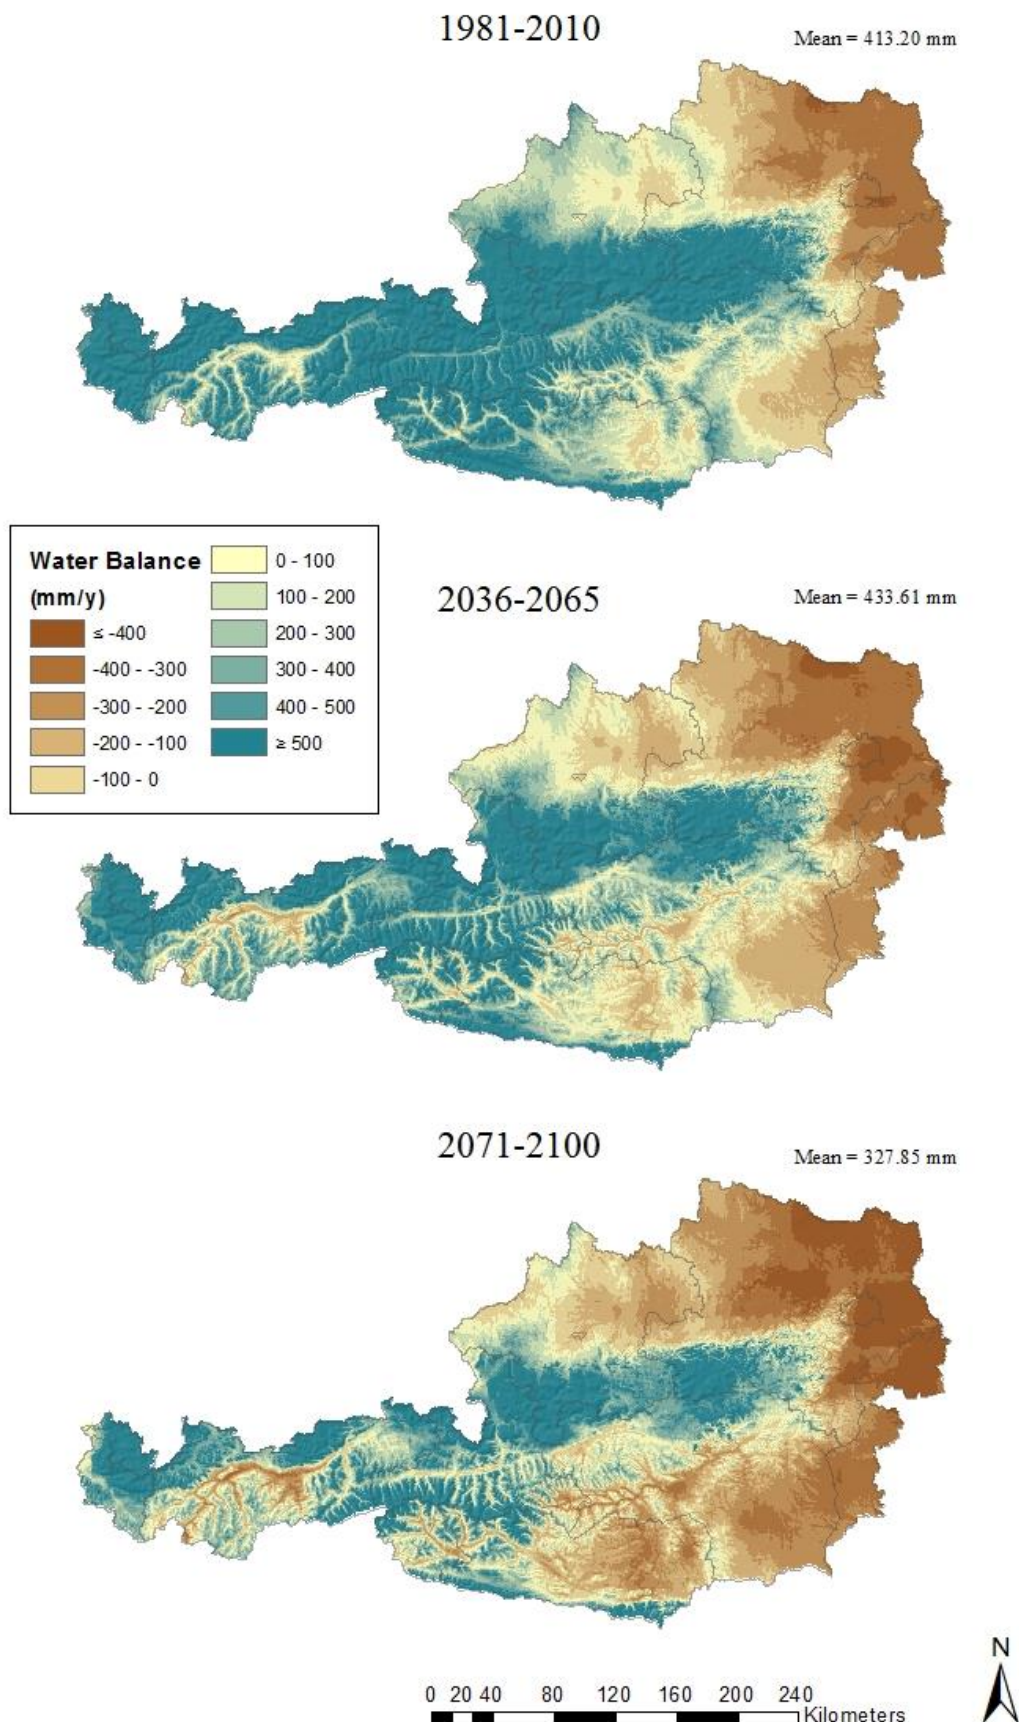 1981-2010
Mean = 413.20 mm
Water Balance
(mm/y)
≤ -400
-400 - -300
-300 - -200
-200 - -100
-100 - 0
0 - 100
100 - 200
200 - 300
300 - 400
400 - 500
≥ 500
2036-2065
Mean = 433.61 mm
2071-2100
Mean = 327.85 mm
N
0 20 40 80 120 160 200 240
Kilometers